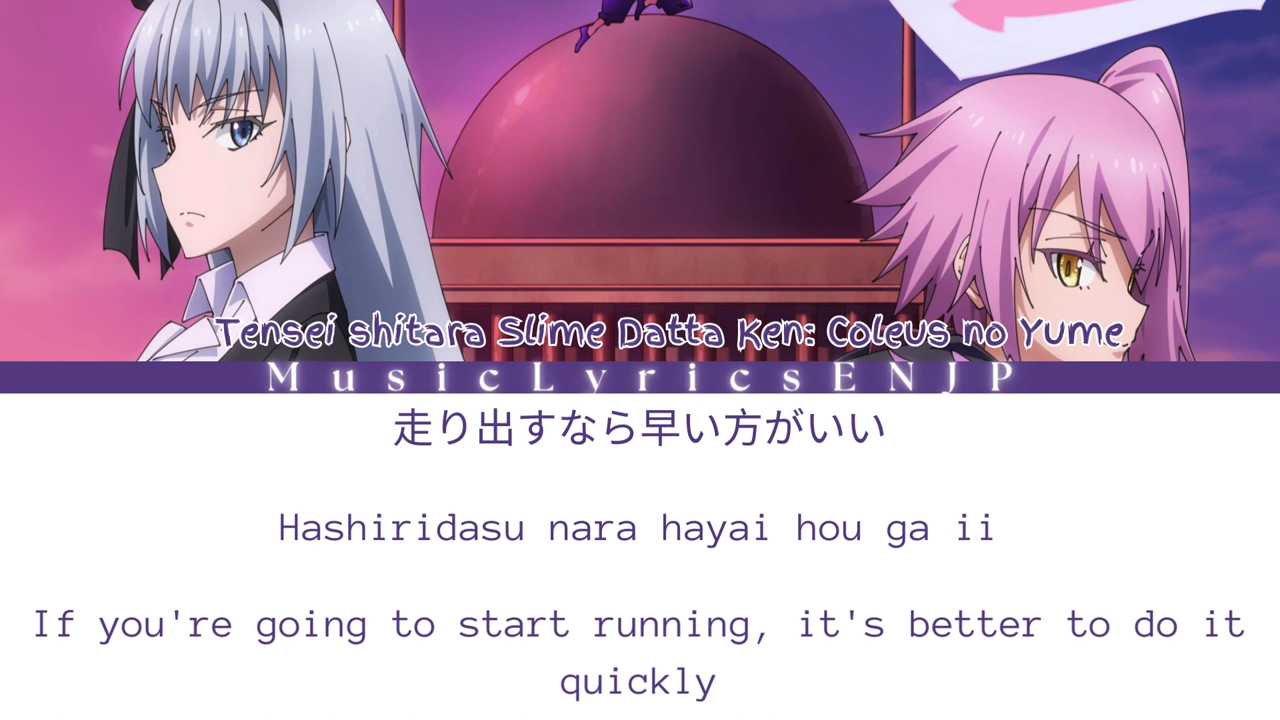 Tensei shitara Slime Datta Ken: Coleus no Yume
MusicLyricsENJP
走り出すなら早い方がいい
Hashiridasu nara hayai hou ga ii
If you're going to start running, it's better to do it
quickly